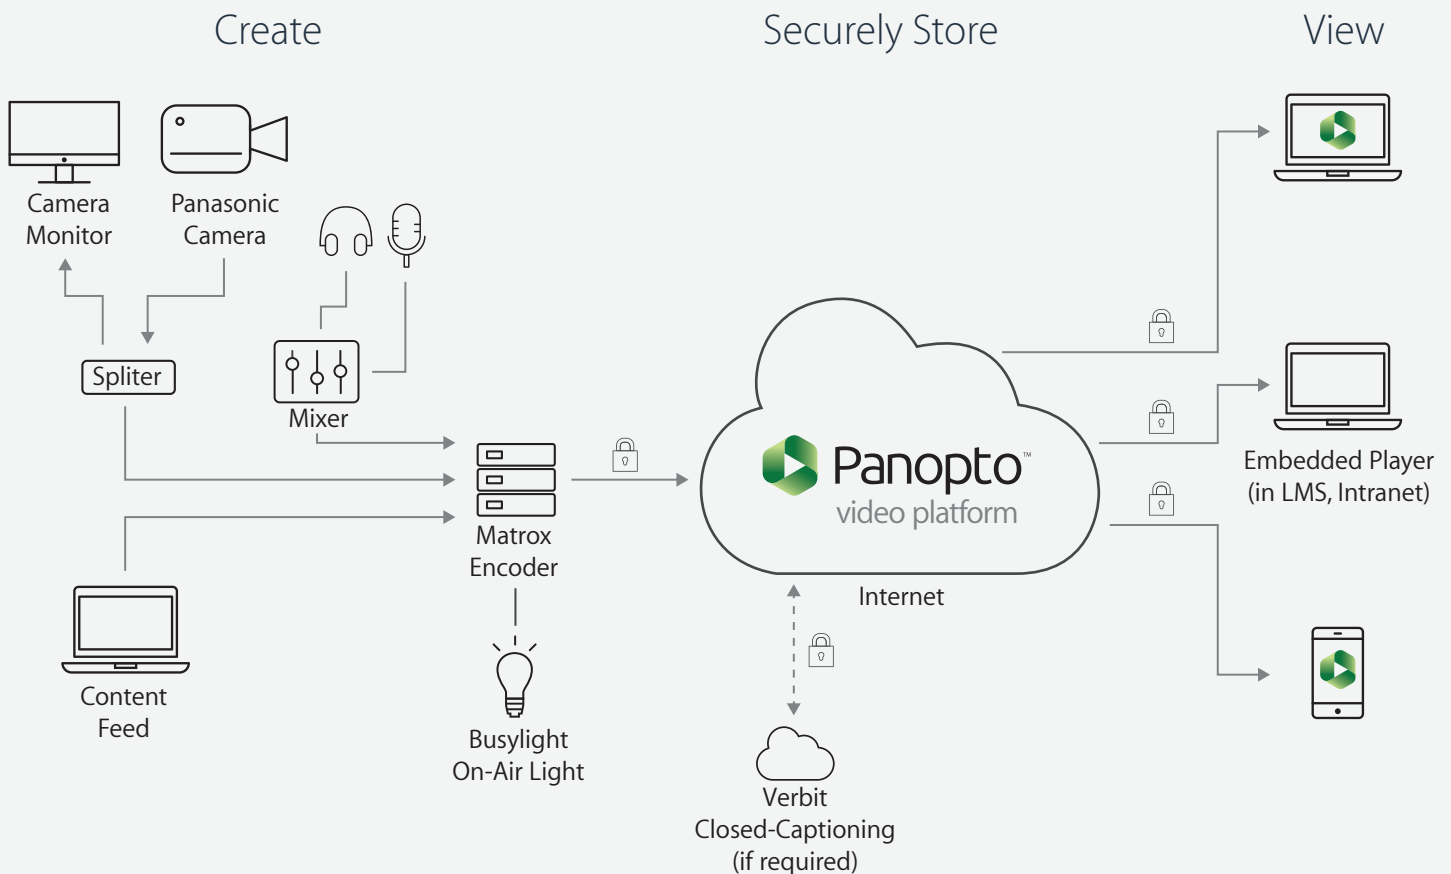 Create
Securely Store
View
Camera
Monitor
Panasonic
Camera
Spliter
Mixer
Matrox
Encoder
Content
Feed
Busylight
On-Air Light
Panopto™
video platform
Internet
Verbit
Closed-Captioning
(if required)
Embedded Player
(in LMS, Intranet)